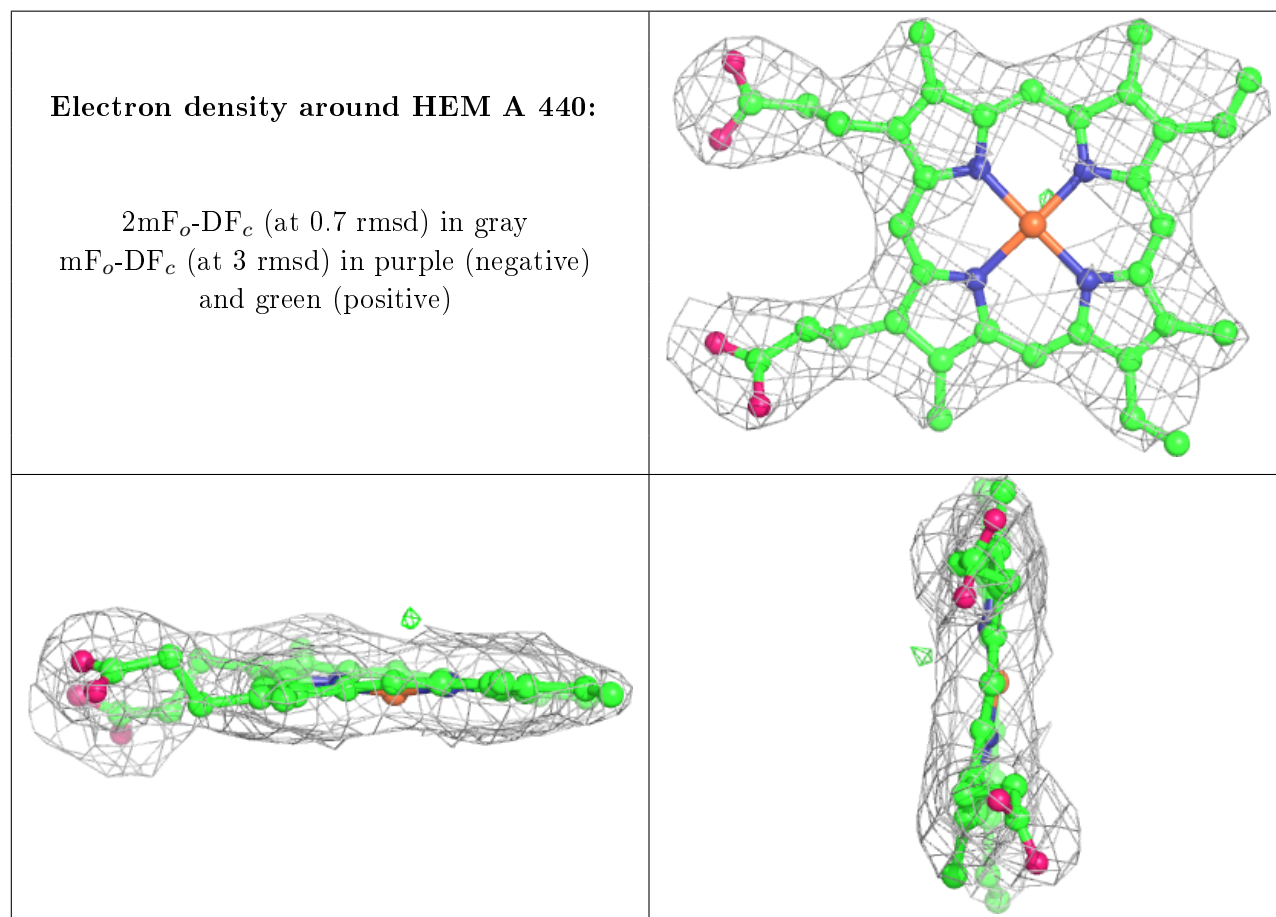 Electron density around HEM A 440:
2mFo-DFc (at 0.7 rmsd) in gray
mFo-DFc (at 3 rmsd) in purple (negative)
and green (positive)